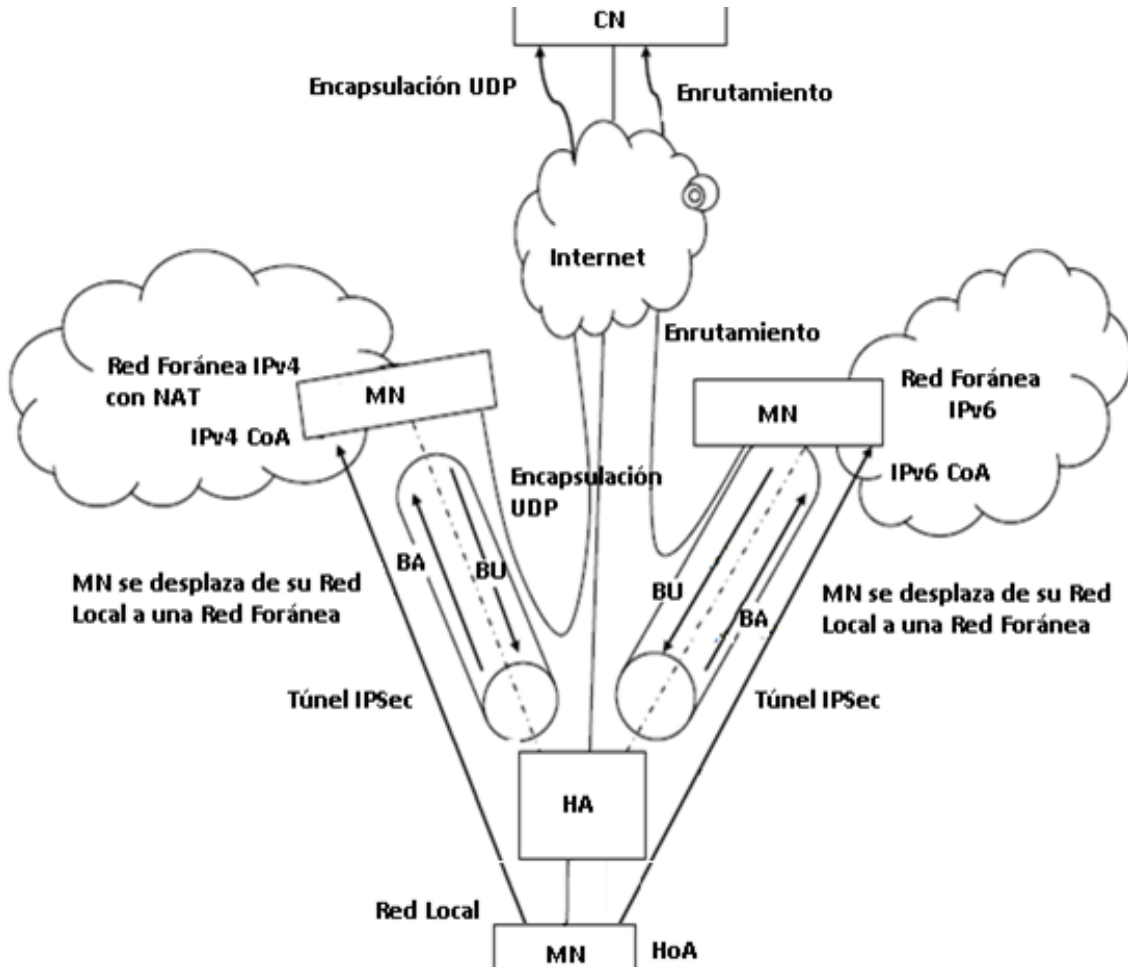 CN
Encapsulación UDP
Enrutamiento
Internet
Enrutamiento
Red Foránea IPv4
con NAT
MN
IPv4 CoA
MN
Red Foránea
IPv6
IPv6 CoA
Encapsulación
UDP
BA
BU
BU
BA
MN se desplaza de su Red
Local a una Red Foránea
MN se desplaza de su Red
Local a una Red Foránea
Túnel IPSec
Túnel IPSec
HA
Red Local
MN
HoA